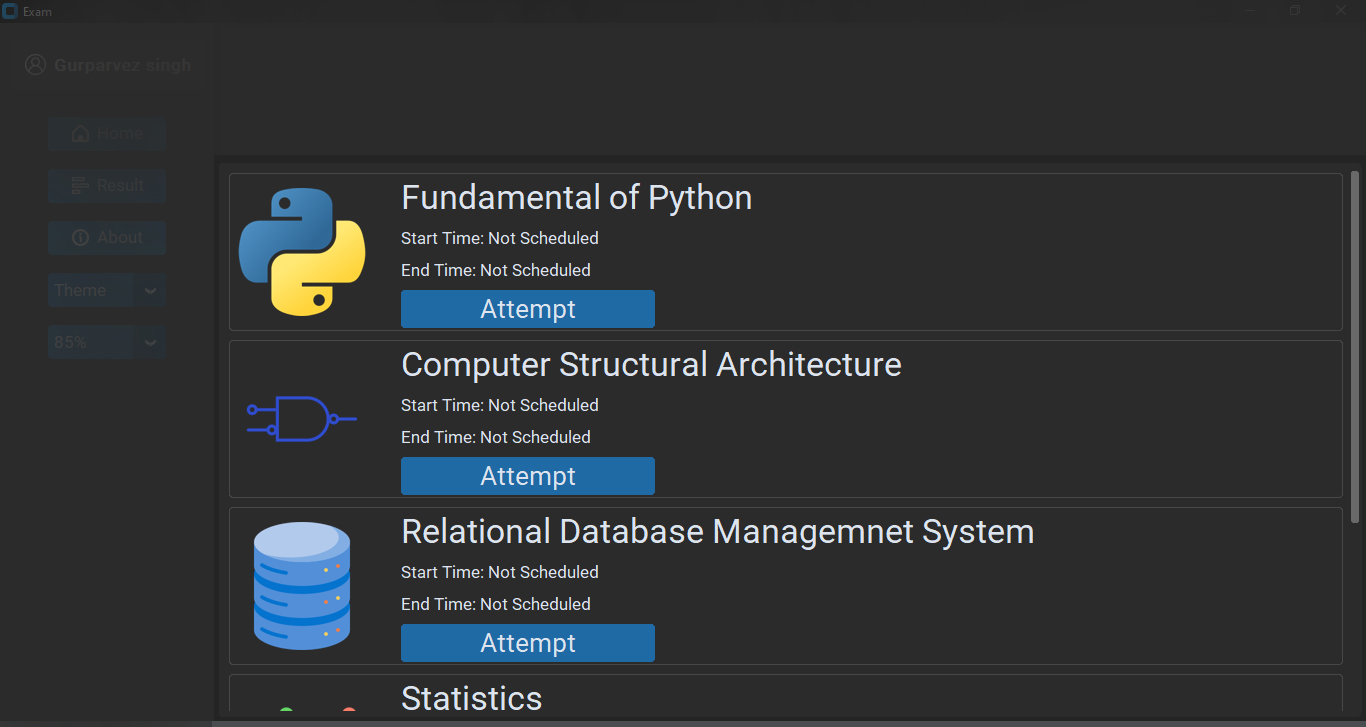 Exam
Gurparvez singh
Home
Result
About
Theme
85%
Fundamental of Python
Start Time: Not Scheduled
End Time: Not Scheduled
Attempt
Computer Structural Architecture
Start Time: Not Scheduled
End Time: Not Scheduled
Attempt
Relational Database Managemnet System
Start Time: Not Scheduled
End Time: Not Scheduled
Attempt
Statistics